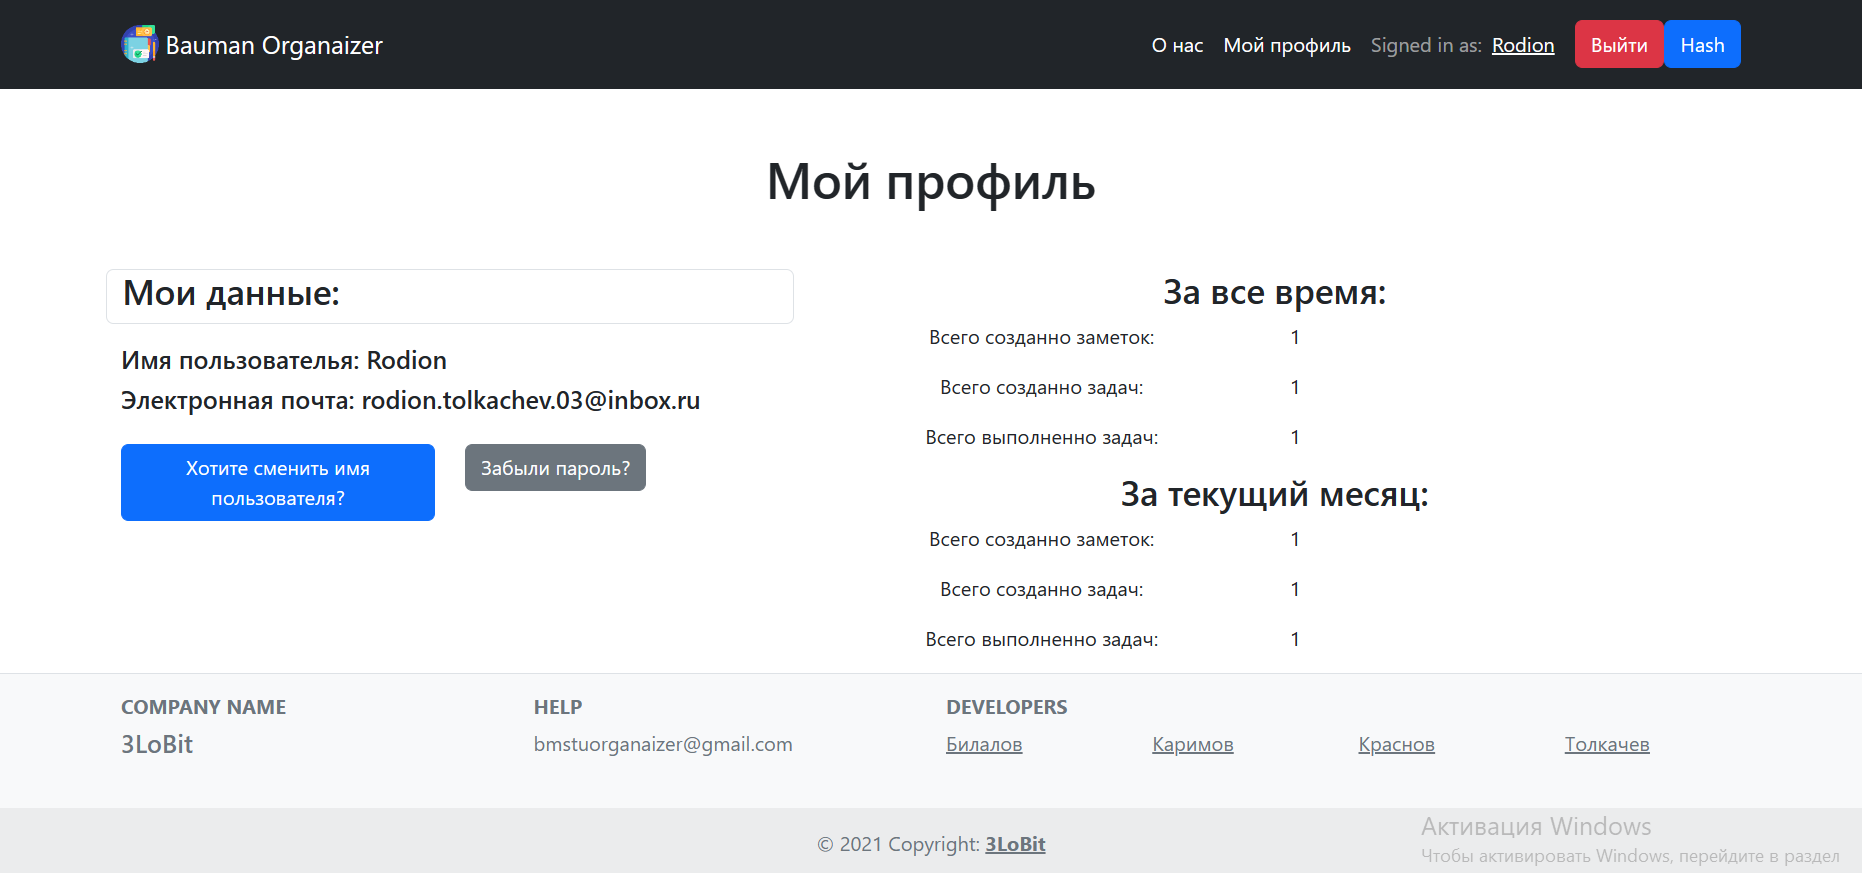 Bauman Organaizer
О нас Мой профиль Signed in as: Rodion Выйти Hash
Мой профиль
Мои данные:
Имя пользователья: Rodion
Электронная почта: rodion.tolkachev.03@inbox.ru
Хотите сменить имя
пользователя?
Забыли пароль?
За все время:
Всего созданно заметок: 1
Всего созданно задач: 1
Всего выполненно задач: 1
За текущий месяц:
Всего созданно заметок: 1
Всего созданно задач: 1
Всего выполненно задач: 1
COMPANY NAME
3LoBit
HELP
bmstuorganaizer@gmail.com
DEVELOPERS
Билалов Каримов Краснов Толкачев
© 2021 Copyright: 3LoBit
Активация Windows
Чтобы активировать Windows, перейдите в раздел